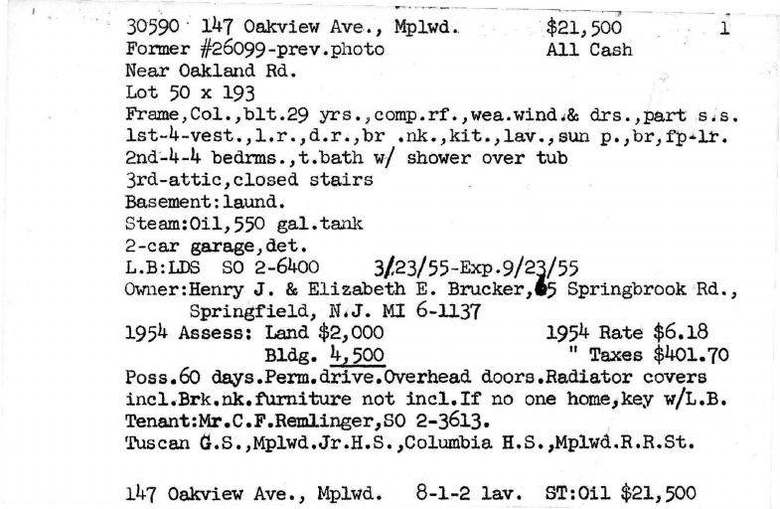 30590 147 Oakview Ave., Mplwd. $21,500 1
Former #26099-prev.photo All Cash
Near Oakland Rd.
Lot 50 x 193
Frame,Col.,blt.29 yrs.,comp.rf.,wea.wind.& drs.,part s.s.
1st-4-vest.,l.r.,d.r.,br .nk.,kit.,lav.,sun p.,br,fp-lr.
2nd-4-4 bedrms.,t.bath w/ shower over tub
3rd-attic,closed stairs
Basement:laund.
Steam:Oil,550 gal.tank
2-car garage,det.
L.B:LDS SO 2-6400 3/23/55-Exp.9/23/55
Owner:Henry J. & Elizabeth E. Brucker, Springbrook Rd.,
Springfield, N.J. MI 6-1137
1954 Assess: Land $2,000 1954 Rate $6.18
Bldg. 4,500 " Taxes $401.70
Poss.60 days.Perm.drive.Overhead doors.Radiator covers
incl.Brk.nk.furniture not incl.If no one home,key w/L.B.
Tenant:Mr.C.F.Remlinger,SO 2-3613.
Tuscan G.S.,Mplwd.Jr.H.S.,Columbia H.S.,Mplwd.R.R.St.
147 Oakview Ave., Mplwd. 8-1-2 lav. ST:Oil $21,500